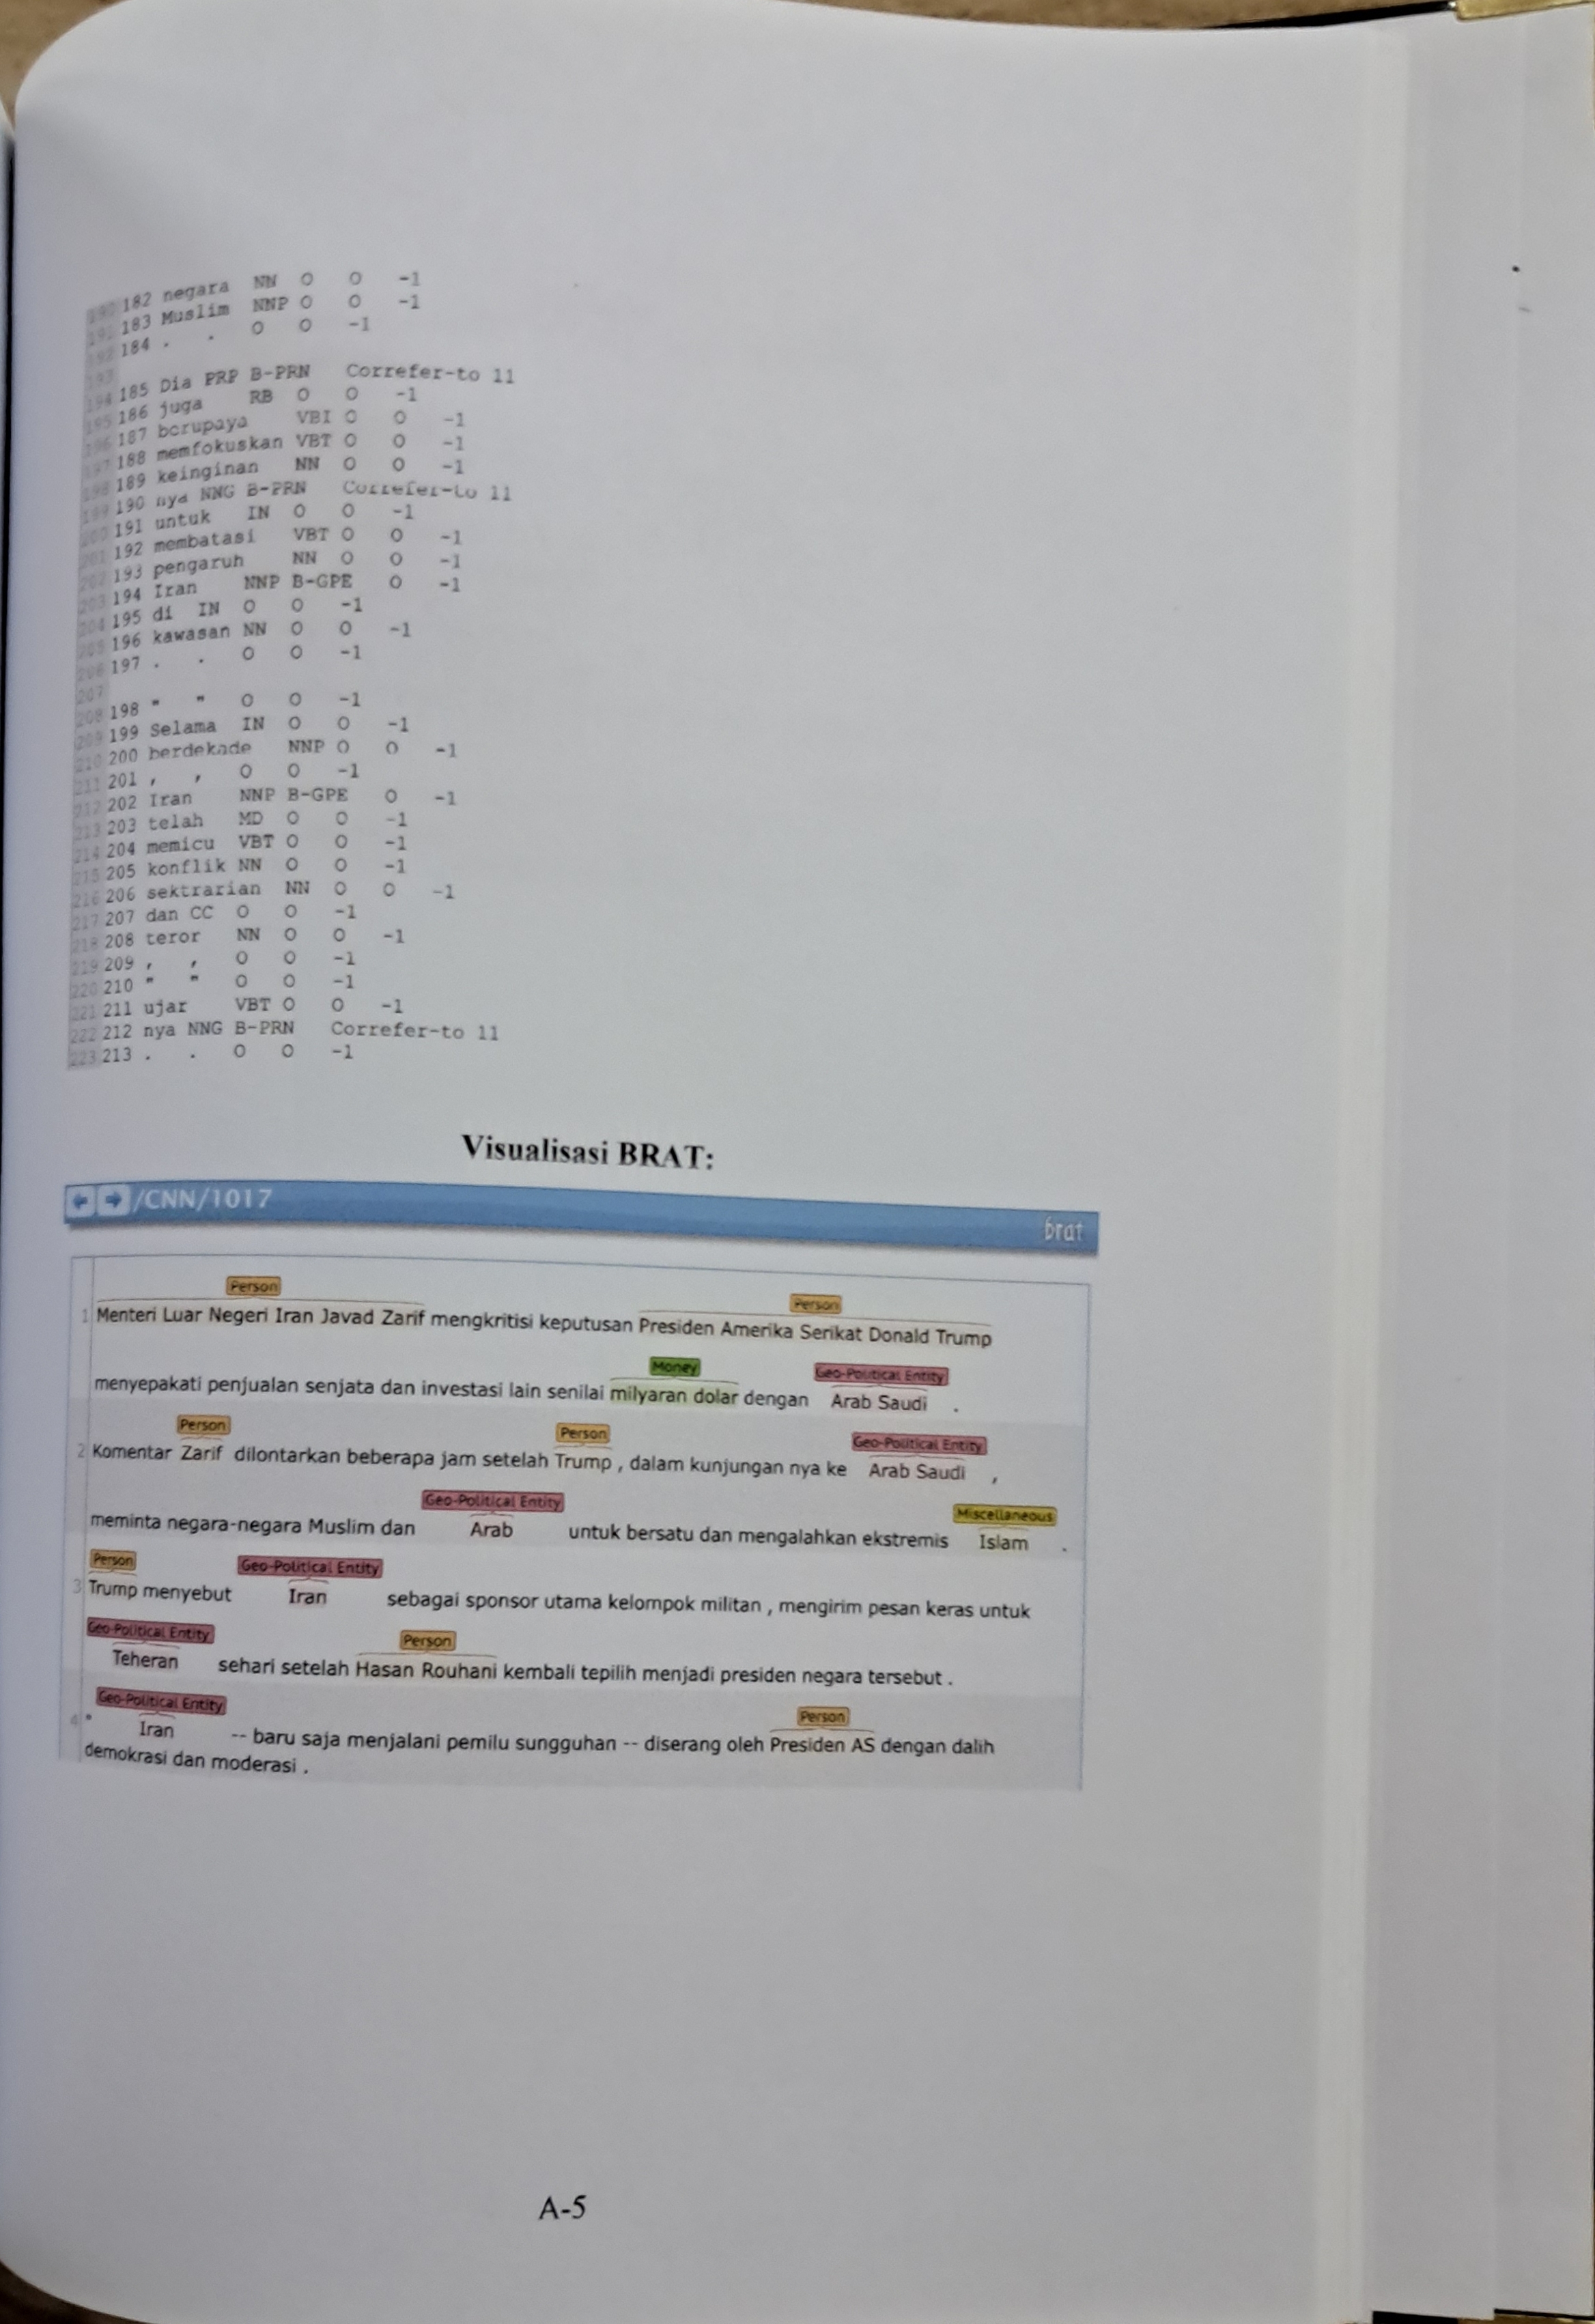 190 182 negara NN O O -1
191 183 Muslim NNP O O -1
192 184 . . O O -1
193
194 185 Dia PRP B-PRN Correfer-to 11
195 186 juga RB O O -1
196 187 berupaya VBI O O -1
197 188 memfokuskan VBT O O -1
198 189 keinginan NN O O -1
199 190 nya NNG B-PRN Correfer-to 11
200 191 untuk IN O O -1
201 192 membatasi VBT O O -1
202 193 pengaruh NN O O -1
203 194 Iran NNP B-GPE O -1
204 195 di IN O O -1
205 196 kawasan NN O O -1
206 197 . . O O -1
207
208 198 " " O O -1
209 199 Selama IN O O -1
210 200 berdekade NNP O O -1
211 201 , , O O -1
212 202 Iran NNP B-GPE O -1
213 203 telah MD O O -1
214 204 memicu VBT O O -1
215 205 konflik NN O O -1
216 206 sektrarian NN O O -1
217 207 dan CC O O -1
218 208 teror NN O O -1
219 209 , , O O -1
220 210 " " O O -1
221 211 ujar VBT O O -1
222 212 nya NNG B-PRN Correfer-to 11
223 213 . . O O -1
Visualisasi BRAT:
/CNN/1017 brat
Person Person
1 Menteri Luar Negeri Iran Javad Zarif mengkritisi keputusan Presiden Amerika Serikat Donald Trump
Money Geo-Political Entity
menyepakati penjualan senjata dan investasi lain senilai milyaran dolar dengan Arab Saudi .
Person Person Geo-Political Entity
2 Komentar Zarif dilontarkan beberapa jam setelah Trump , dalam kunjungan nya ke Arab Saudi ,
Geo-Political Entity Miscellaneous
meminta negara-negara Muslim dan Arab untuk bersatu dan mengalahkan ekstremis Islam .
Person Geo-Political Entity
3 Trump menyebut Iran sebagai sponsor utama kelompok militan , mengirim pesan keras untuk
Geo-Political Entity Person
Teheran sehari setelah Hasan Rouhani kembali tepilih menjadi presiden negara tersebut .
Geo-Political Entity Person
4 " Iran -- baru saja menjalani pemilu sungguhan -- diserang oleh Presiden AS dengan dalih
demokrasi dan moderasi .
A-5